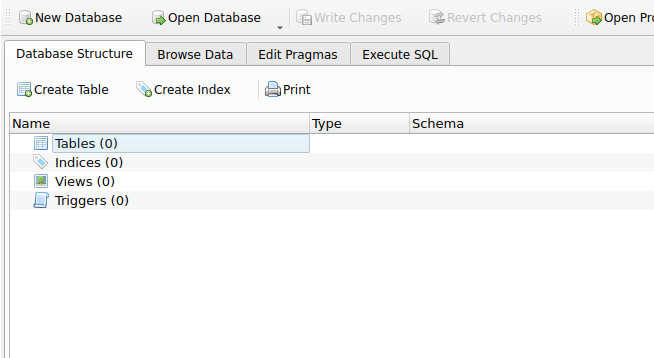 New Database Open Database Write Changes Revert Changes Open Pr
Database Structure Browse Data Edit Pragmas Execute SQL
Create Table Create Index Print
Name Type Schema
Tables (0)
Indices (0)
Views (0)
Triggers (0)